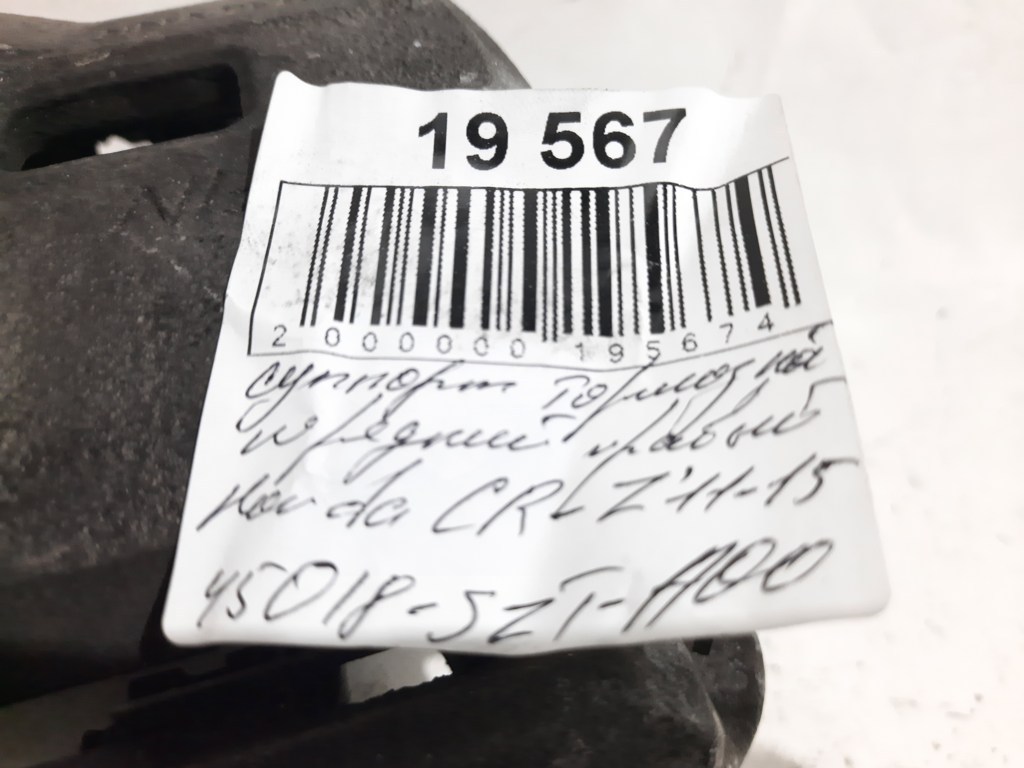 19 567
2 000000 195674
суппорт тормозной
передний правый
Honda CR-Z'11-15
45018-SZT-A00